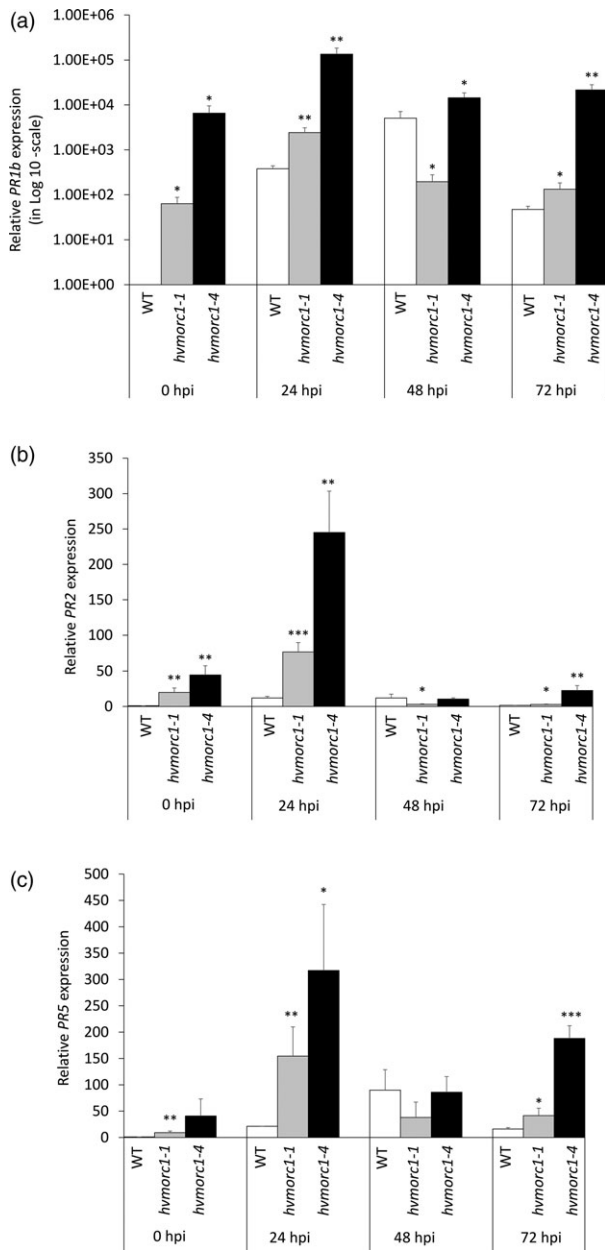 (a)
Relative PR1b expression
(in Log 10 -scale)
1.00E+06
1.00E+05
1.00E+04
1.00E+03
1.00E+02
1.00E+01
1.00E+00
* * ** ** * * * **
WT hvmorc1-1 hvmorc1-4 WT hvmorc1-1 hvmorc1-4 WT hvmorc1-1 hvmorc1-4 WT hvmorc1-1 hvmorc1-4
0 hpi 24 hpi 48 hpi 72 hpi
(b)
Relative PR2 expression
350
300
250
200
150
100
50
0
** ** *** ** * * **
WT hvmorc1-1 hvmorc1-4 WT hvmorc1-1 hvmorc1-4 WT hvmorc1-1 hvmorc1-4 WT hvmorc1-1 hvmorc1-4
0 hpi 24 hpi 48 hpi 72 hpi
(c)
Relative PR5 expression
500
450
400
350
300
250
200
150
100
50
0
** ** * * ***
WT hvmorc1-1 hvmorc1-4 WT hvmorc1-1 hvmorc1-4 WT hvmorc1-1 hvmorc1-4 WT hvmorc1-1 hvmorc1-4
0 hpi 24 hpi 48 hpi 72 hpi